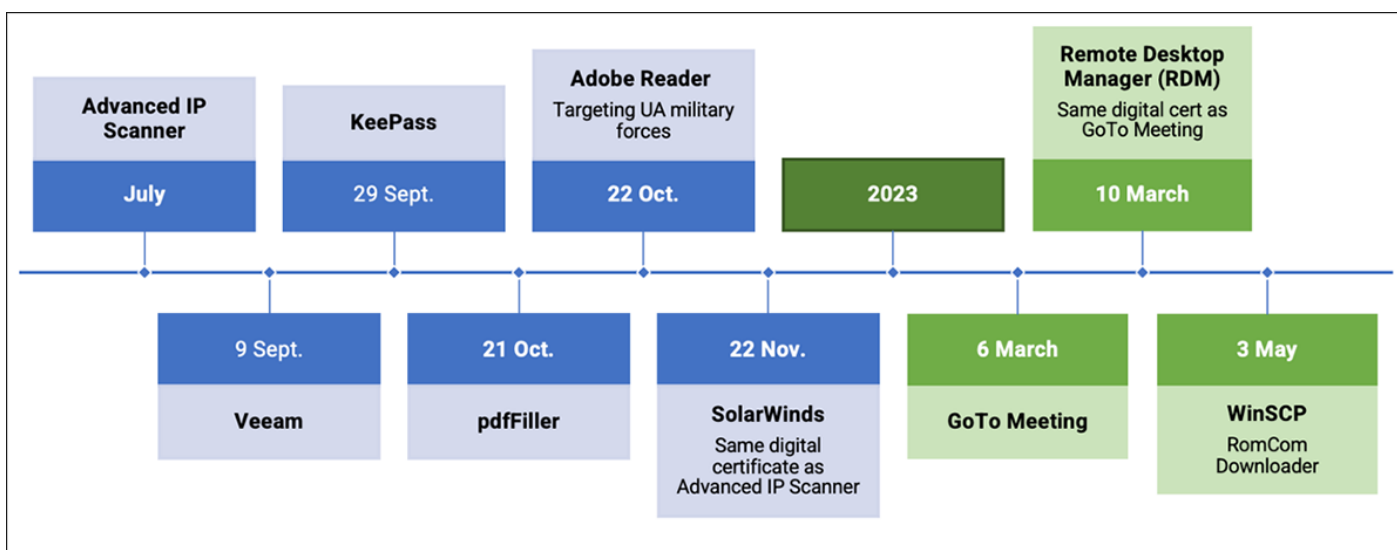 Advanced IP
Scanner
July
9 Sept.
Veeam
KeePass
29 Sept.
21 Oct.
pdfFiller
Adobe Reader
Targeting UA military
forces
22 Oct.
22 Nov.
SolarWinds
Same digital
certificate as
Advanced IP Scanner
2023
6 March
GoTo Meeting
Remote Desktop
Manager (RDM)
Same digital cert as
GoTo Meeting
10 March
3 May
WinSCP
RomCom
Downloader